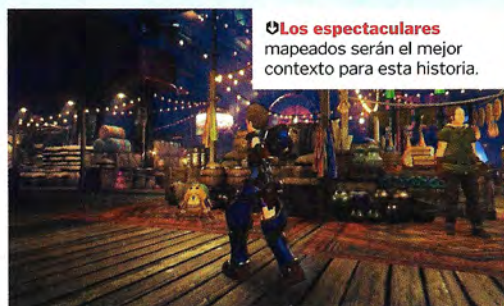 Los espectaculares
mapeados serán el mejor
contexto para esta historia.